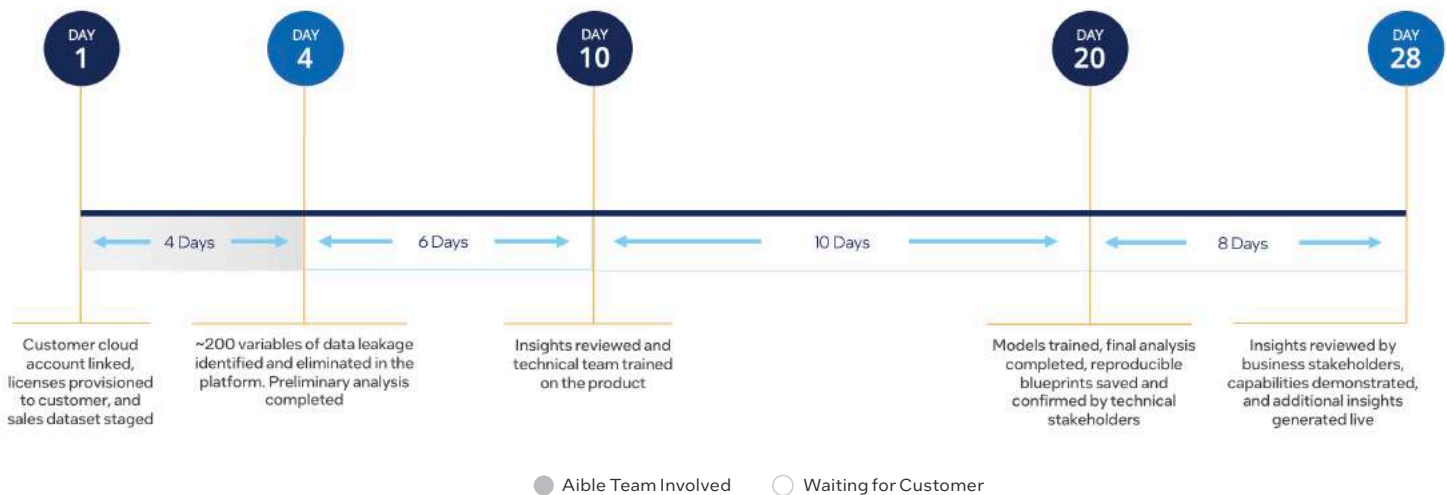 DAY
1
DAY
4
DAY
10
DAY
20
DAY
28
4 Days
6 Days
10 Days
8 Days
Customer cloud
account linked,
licenses provisioned
to customer, and
sales dataset staged
~200 variables of data leakage
identified and eliminated in the
platform. Preliminary analysis
completed
Insights reviewed and
technical team trained
on the product
Models trained, final analysis
completed, reproducible
blueprints saved and
confirmed by technical
stakeholders
Insights reviewed by
business stakeholders,
capabilities demonstrated,
and additional insights
generated live
Aible Team Involved
Waiting for Customer